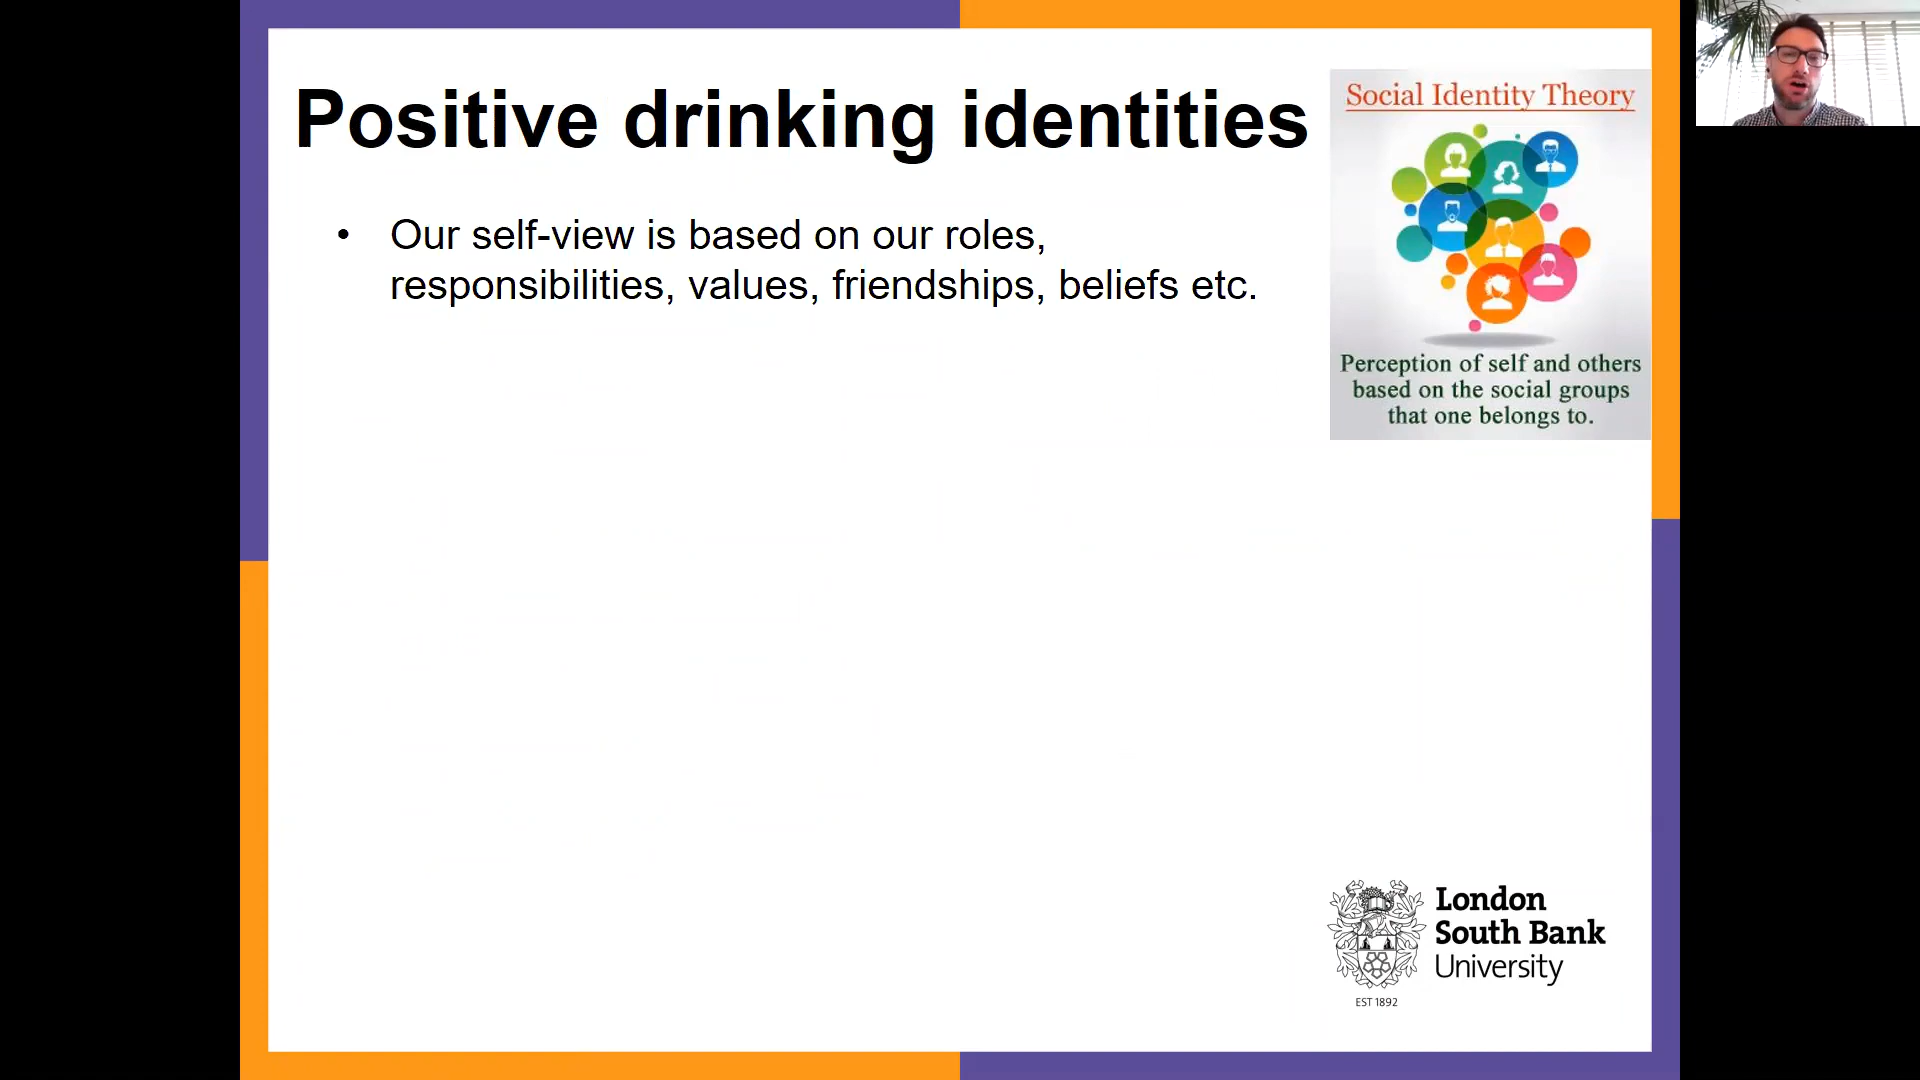 Positive drinking identities
• Our self-view is based on our roles,
responsibilities, values, friendships, beliefs etc.
Social Identity Theory
Perception of self and others
based on the social groups
that one belongs to.
London
South Bank
University
EST 1892